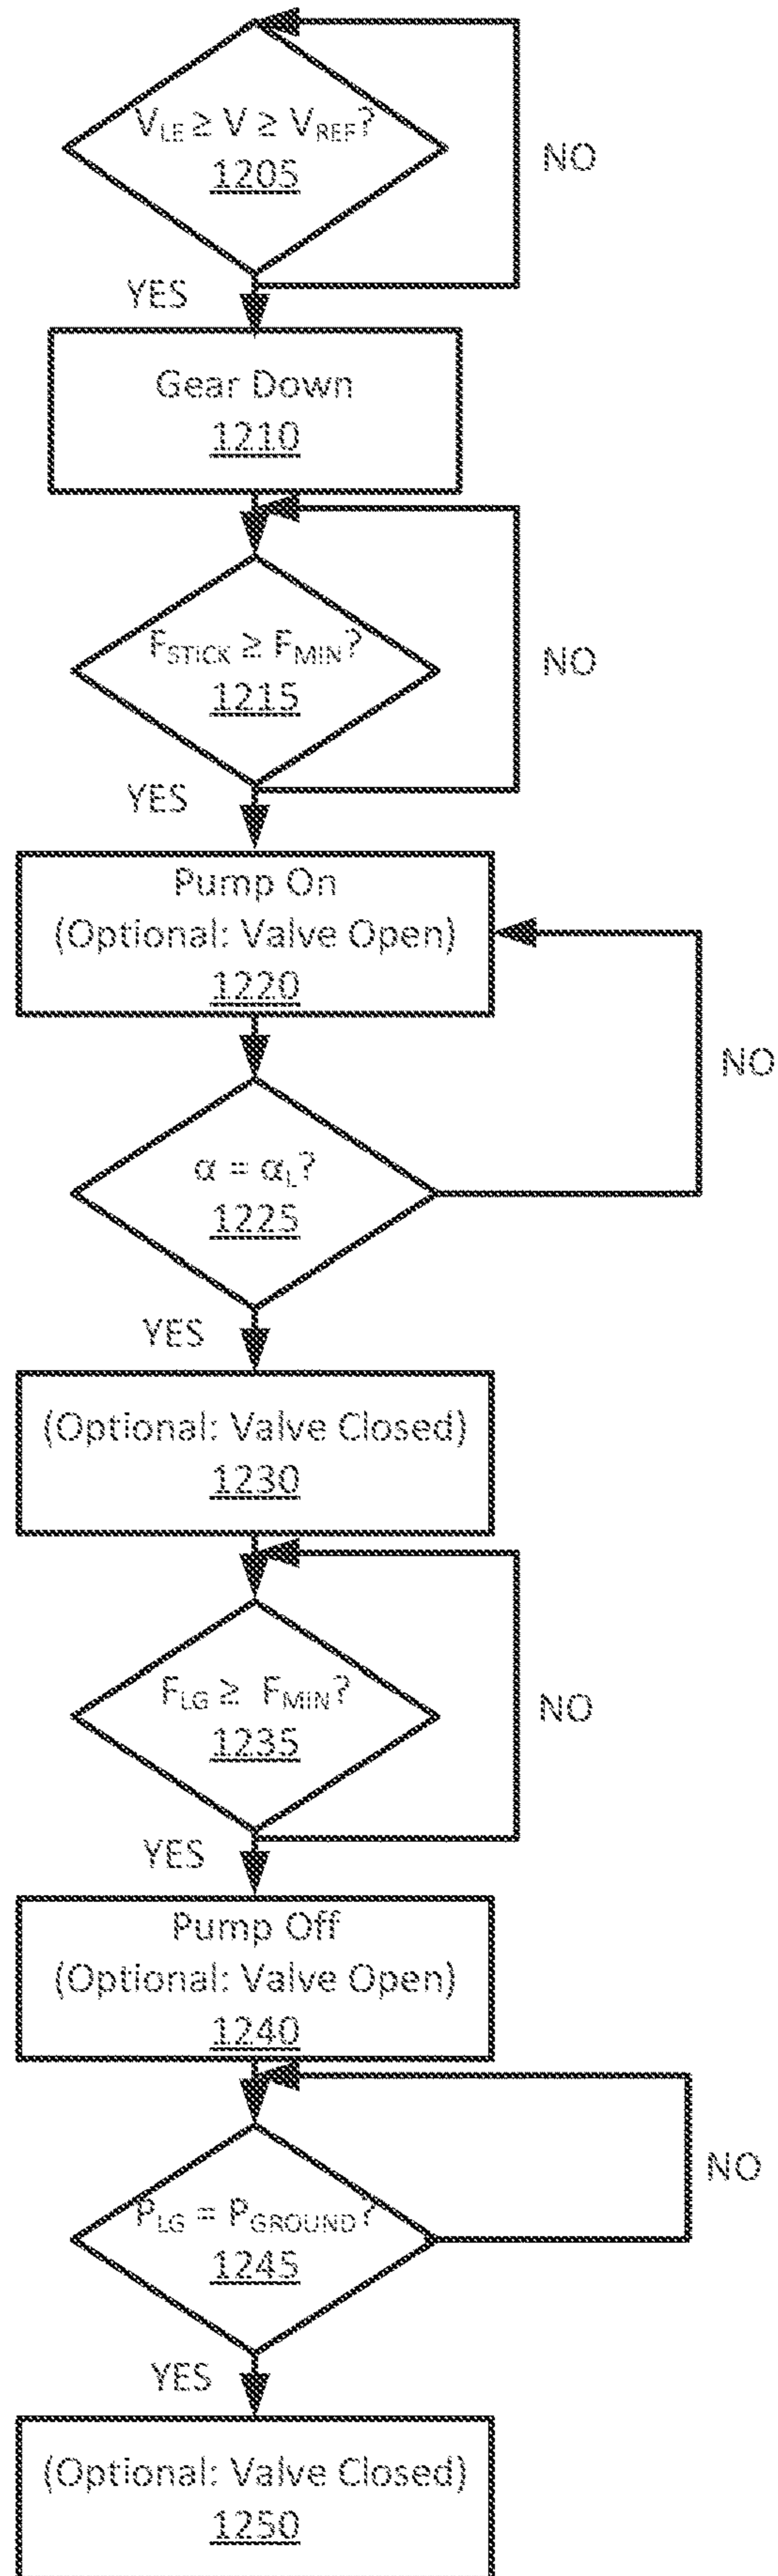 V_LE ≥ V ≥ V_REF?
1205
NO
YES
Gear Down
1210
F_STICK ≥ F_MIN?
1215
NO
YES
Pump On
(Optional: Valve Open)
1220
NO
α = α_L?
1225
YES
(Optional: Valve Closed)
1230
F_LG ≥ F_MIN?
1235
NO
YES
Pump Off
(Optional: Valve Open)
1240
P_LG = P_GROUND?
1245
NO
YES
(Optional: Valve Closed)
1250